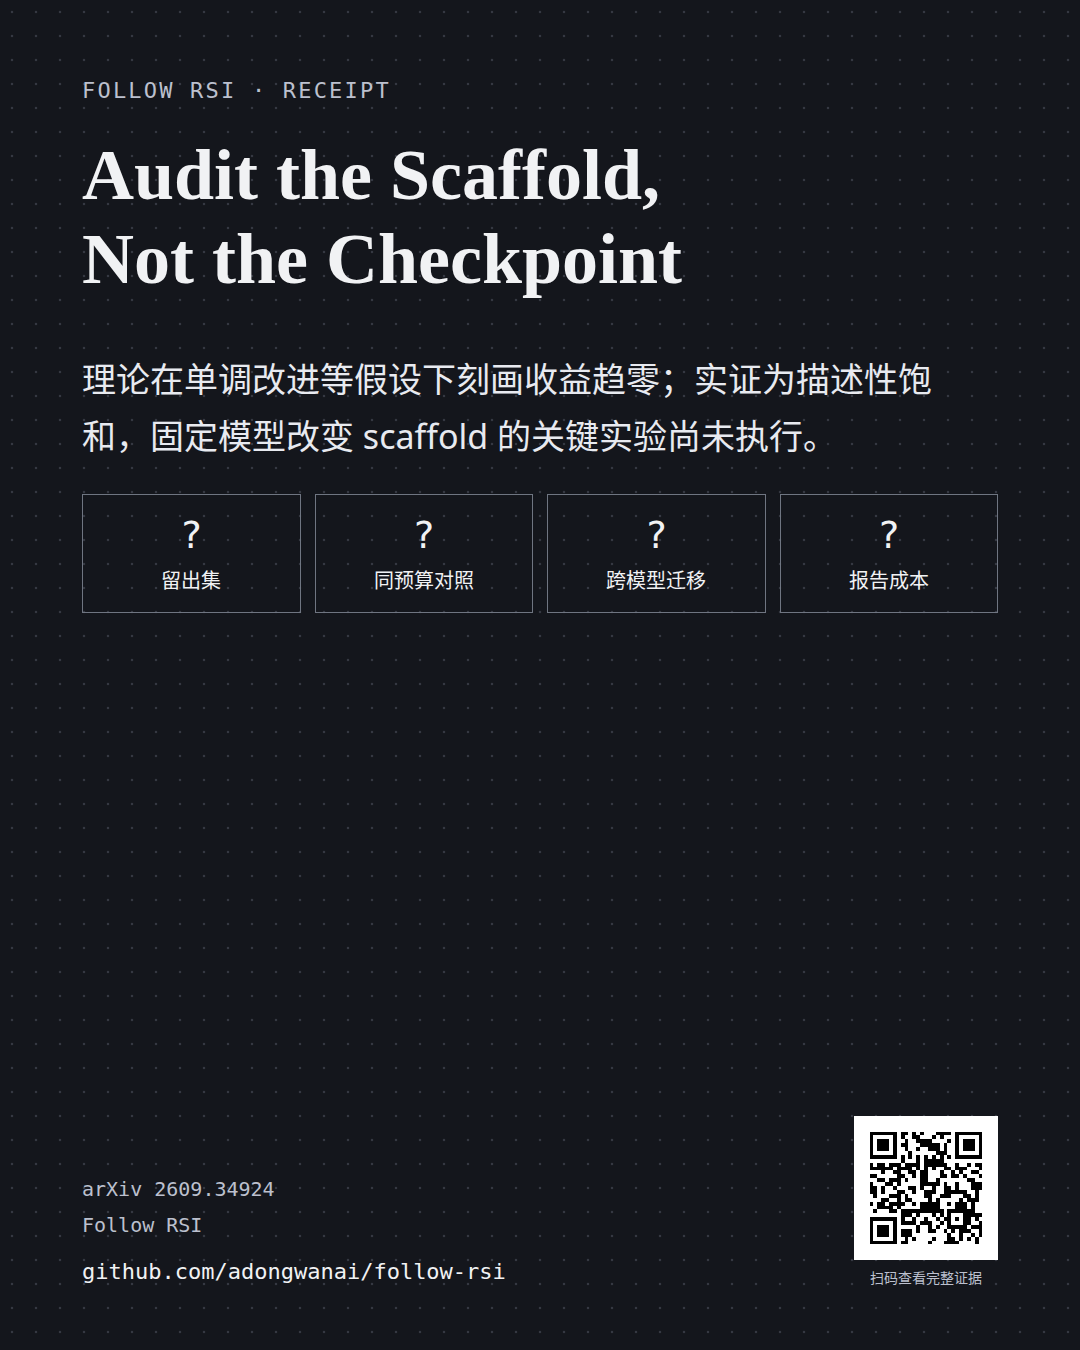 FOLLOW RSI · RECEIPT
Audit the Scaffold,
Not the Checkpoint
理论在单调改进等假设下刻画收益趋零；实证为描述性饱
和，固定模型改变 scaffold 的关键实验尚未执行。
? ? ? ?
留出集 同预算对照 跨模型迁移 报告成本
arXiv 2609.34924
Follow RSI
github.com/adongwanai/follow-rsi
扫码查看完整证据